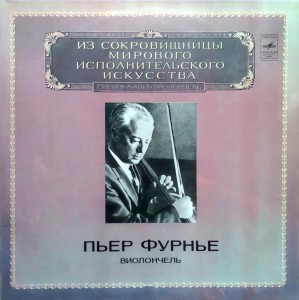 ИЗ СОКРОВИЩНИЦЫ
МИРОВОГО
ИСПОЛНИТЕЛЬСКОГО
ИСКУССТВА
ПЬЕР ФУРНЬЕ
ВИОЛОНЧЕЛЬ